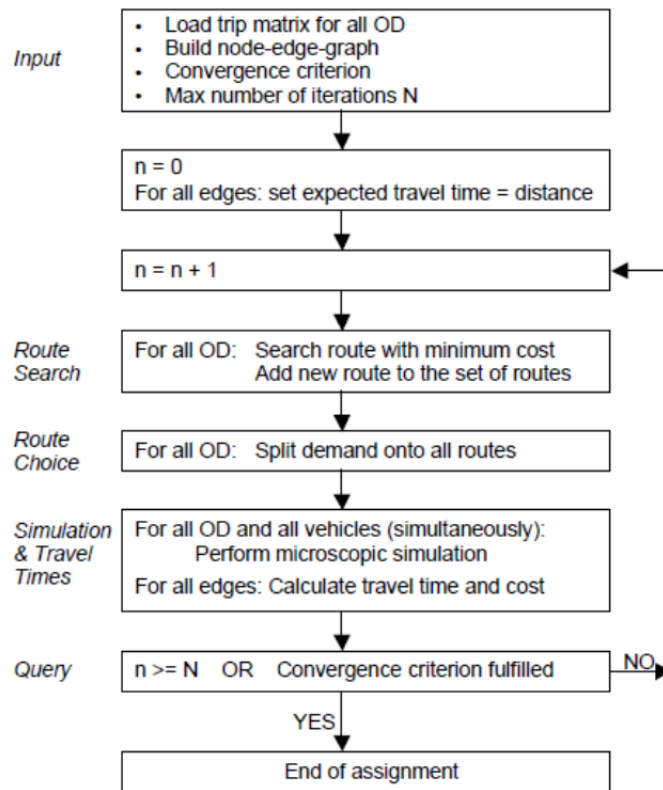 Input
• Load trip matrix for all OD
• Build node-edge-graph
• Convergence criterion
• Max number of iterations N
n = 0
For all edges: set expected travel time = distance
n = n + 1
Route
Search
For all OD: Search route with minimum cost
Add new route to the set of routes
Route
Choice
For all OD: Split demand onto all routes
Simulation
& Travel
Times
For all OD and all vehicles (simultaneously):
Perform microscopic simulation
For all edges: Calculate travel time and cost
Query
n >= N OR Convergence criterion fulfilled
NO
YES
End of assignment